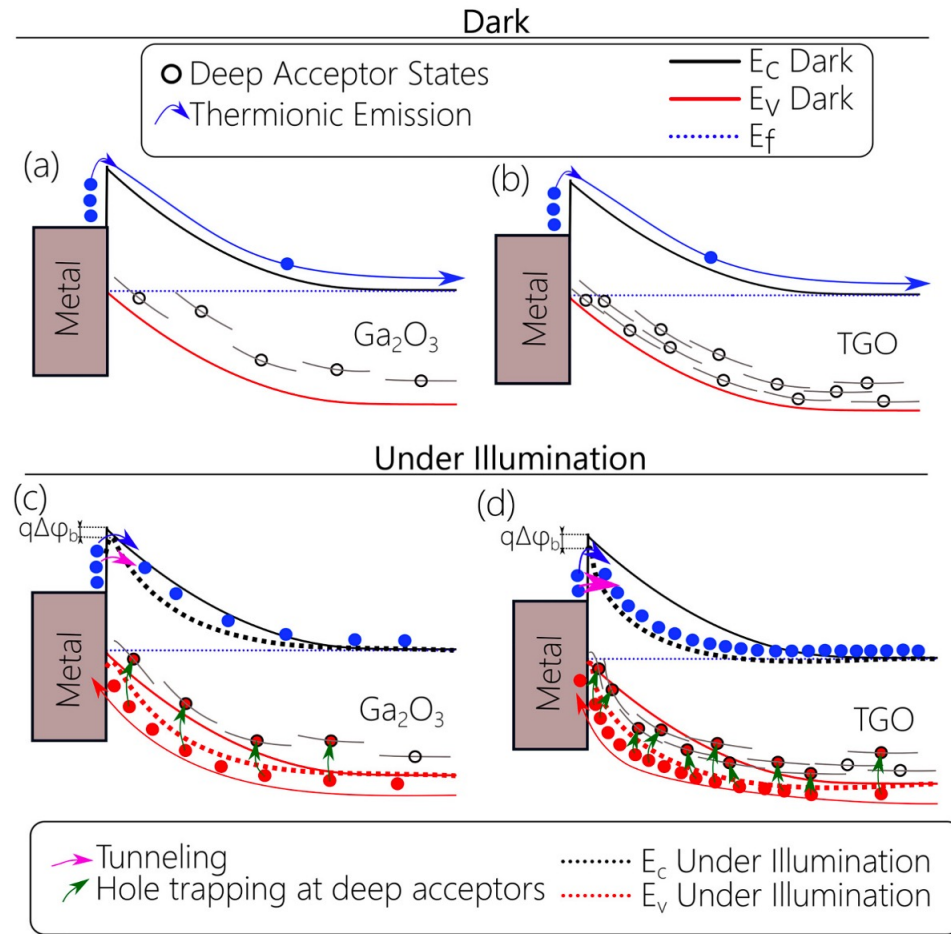 Dark
Deep Acceptor States
Thermionic Emission
E_C Dark
E_V Dark
E_f
(a)
(b)
Metal
Ga₂O₃
Metal
TGO
Under Illumination
(c)
(d)
qΔφ_b
qΔφ_b
Metal
Ga₂O₃
Metal
TGO
Tunneling
Hole trapping at deep acceptors
E_c Under Illumination
E_v Under Illumination